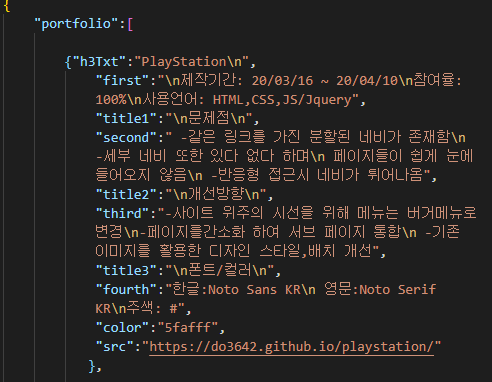 {
"portfolio":[
{"h3Txt":"PlayStation\n",
"first":"\n제작기간: 20/03/16 ~ 20/04/10\n참여율:
100%\n사용언어: HTML,CSS,JS/Jquery",
"title1":"\n문제점\n",
"second":" -같은 링크를 가진 분할된 네비가 존재함\n
-세부 네비 또한 있다 없다 하며\n 페이지들이 쉽게 눈에
들어오지 않음\n -반응형 접근시 네비가 튀어나옴",
"title2":"\n개선방향\n",
"third":"-사이트 위주의 시선을 위해 메뉴는 버거메뉴로
변경\n-페이지를간소화 하여 서브 페이지 통합\n -기존
이미지를 활용한 디자인 스타일,배치 개선",
"title3":"\n폰트/컬러\n",
"fourth":"한글:Noto Sans KR\n 영문:Noto Serif
KR\n주색: #",
"color":"5fafff",
"src":"https://do3642.github.io/playstation/"
},